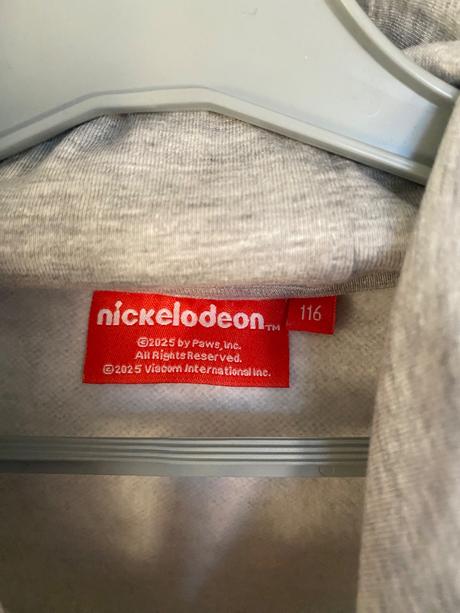 nickelodeon™
116
©2025 by Paws, Inc.
All Rights Reserved.
©2025 Viacom International Inc.